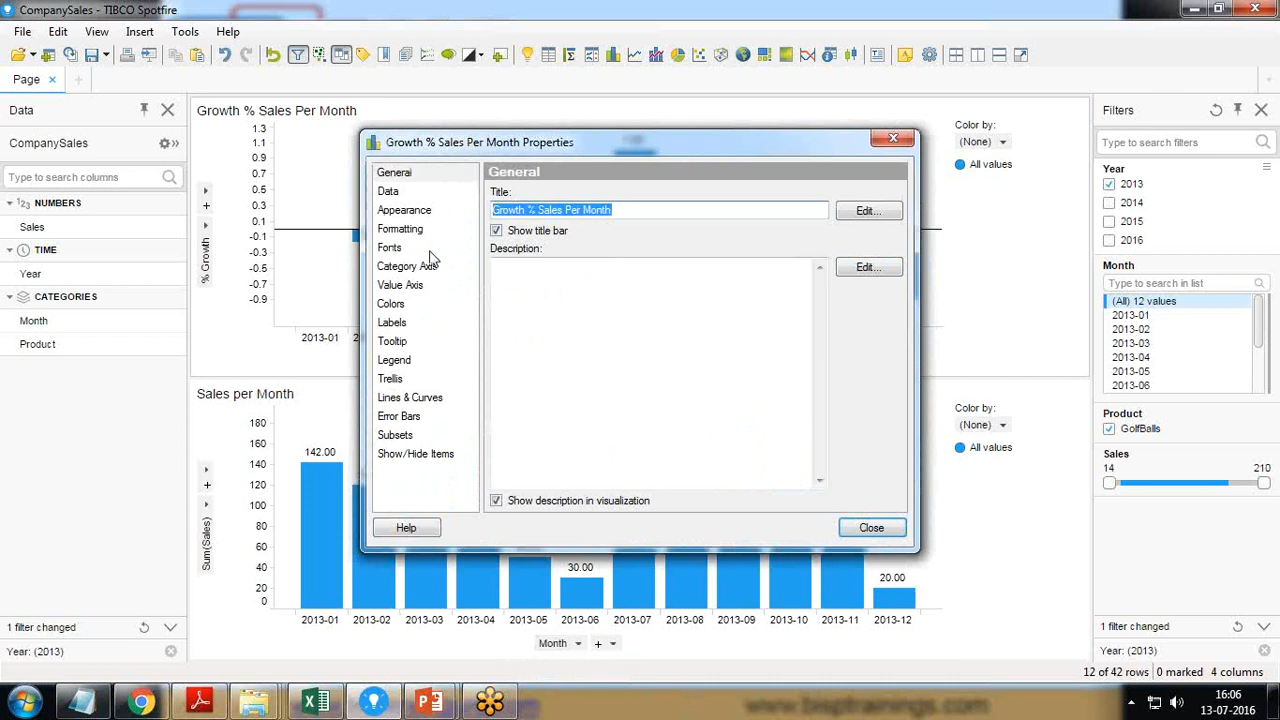 CompanySales - TIBCO Spotfire
File Edit View Insert Tools Help
Page
Data
CompanySales
Type to search columns
NUMBERS
Sales
TIME
Year
CATEGORIES
Month
Product
1 filter changed
Year: (2013)
Growth % Sales Per Month
1.3
1.1
0.9
0.7
0.5
0.3
0.1
-0.1
-0.3
-0.5
-0.7
-0.9
% Growth
2013-01
Color by:
(None)
All values
Growth % Sales Per Month Properties
General
Data
Appearance
Formatting
Fonts
Category Axis
Value Axis
Colors
Labels
Tooltip
Legend
Trellis
Lines & Curves
Error Bars
Subsets
Show/Hide Items
General
Title:
Growth % Sales Per Month
Edit...
Show title bar
Description:
Edit...
Show description in visualization
Help
Close
Sales per Month
180
160
140
120
100
80
60
40
20
0
Sum(Sales)
142.00
30.00
20.00
2013-01 2013-02 2013-03 2013-04 2013-05 2013-06 2013-07 2013-08 2013-09 2013-10 2013-11 2013-12
Month +
Color by:
(None)
All values
Filters
Type to search filters
Year
2013
2014
2015
2016
Month
Type to search in list
(All) 12 values
2013-01
2013-02
2013-03
2013-04
2013-05
2013-06
Product
GolfBalls
Sales
14 210
1 filter changed
Year: (2013)
12 of 42 rows 0 marked 4 columns
16:06
13-07-2016